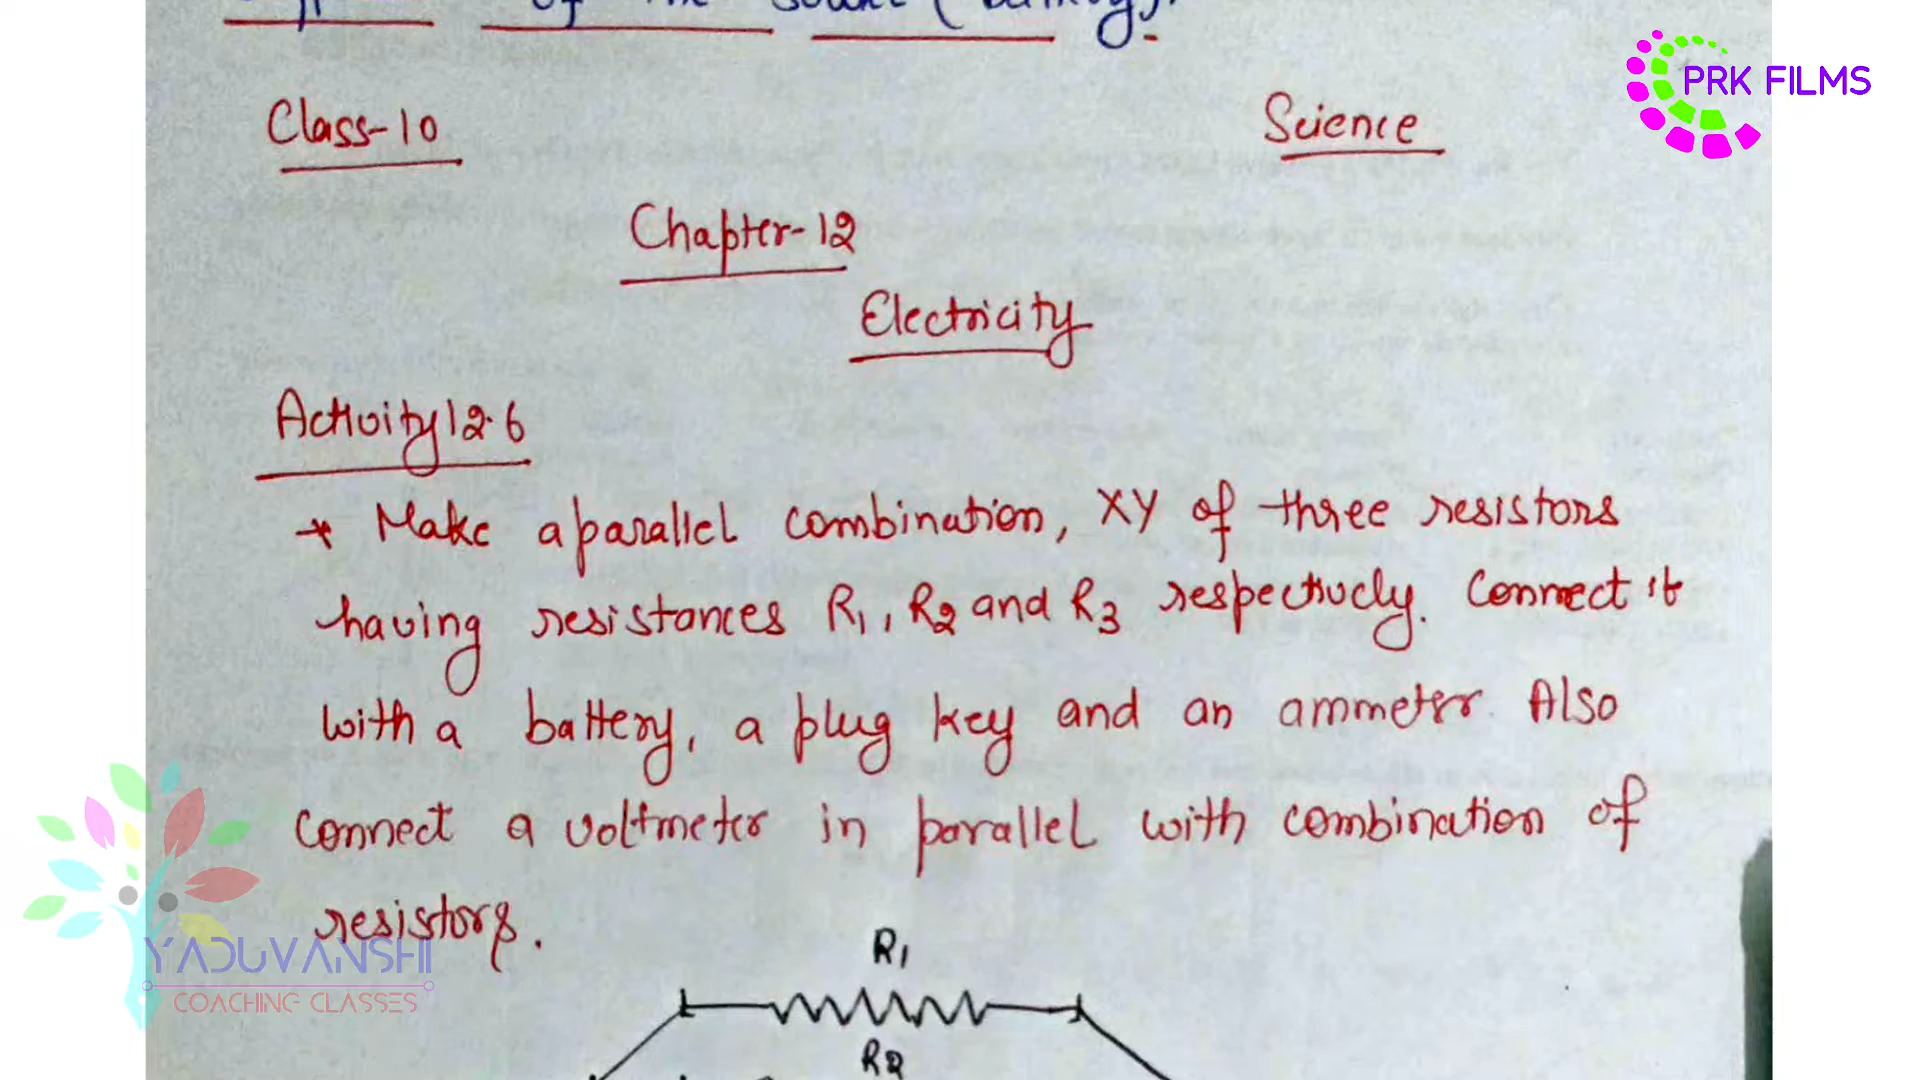 of the
PRK FILMS
Class-10
Science
Chapter-12
Electricity
Activity 12.6
* Make a parallel combination, XY of three resistors
having resistances R1, R2 and R3 respectively. Connect it
with a battery, a plug key and an ammeter. Also
connect a voltmeter in parallel with combination of
resistors.
YADUVANSHI
COACHING CLASSES
R1
R2